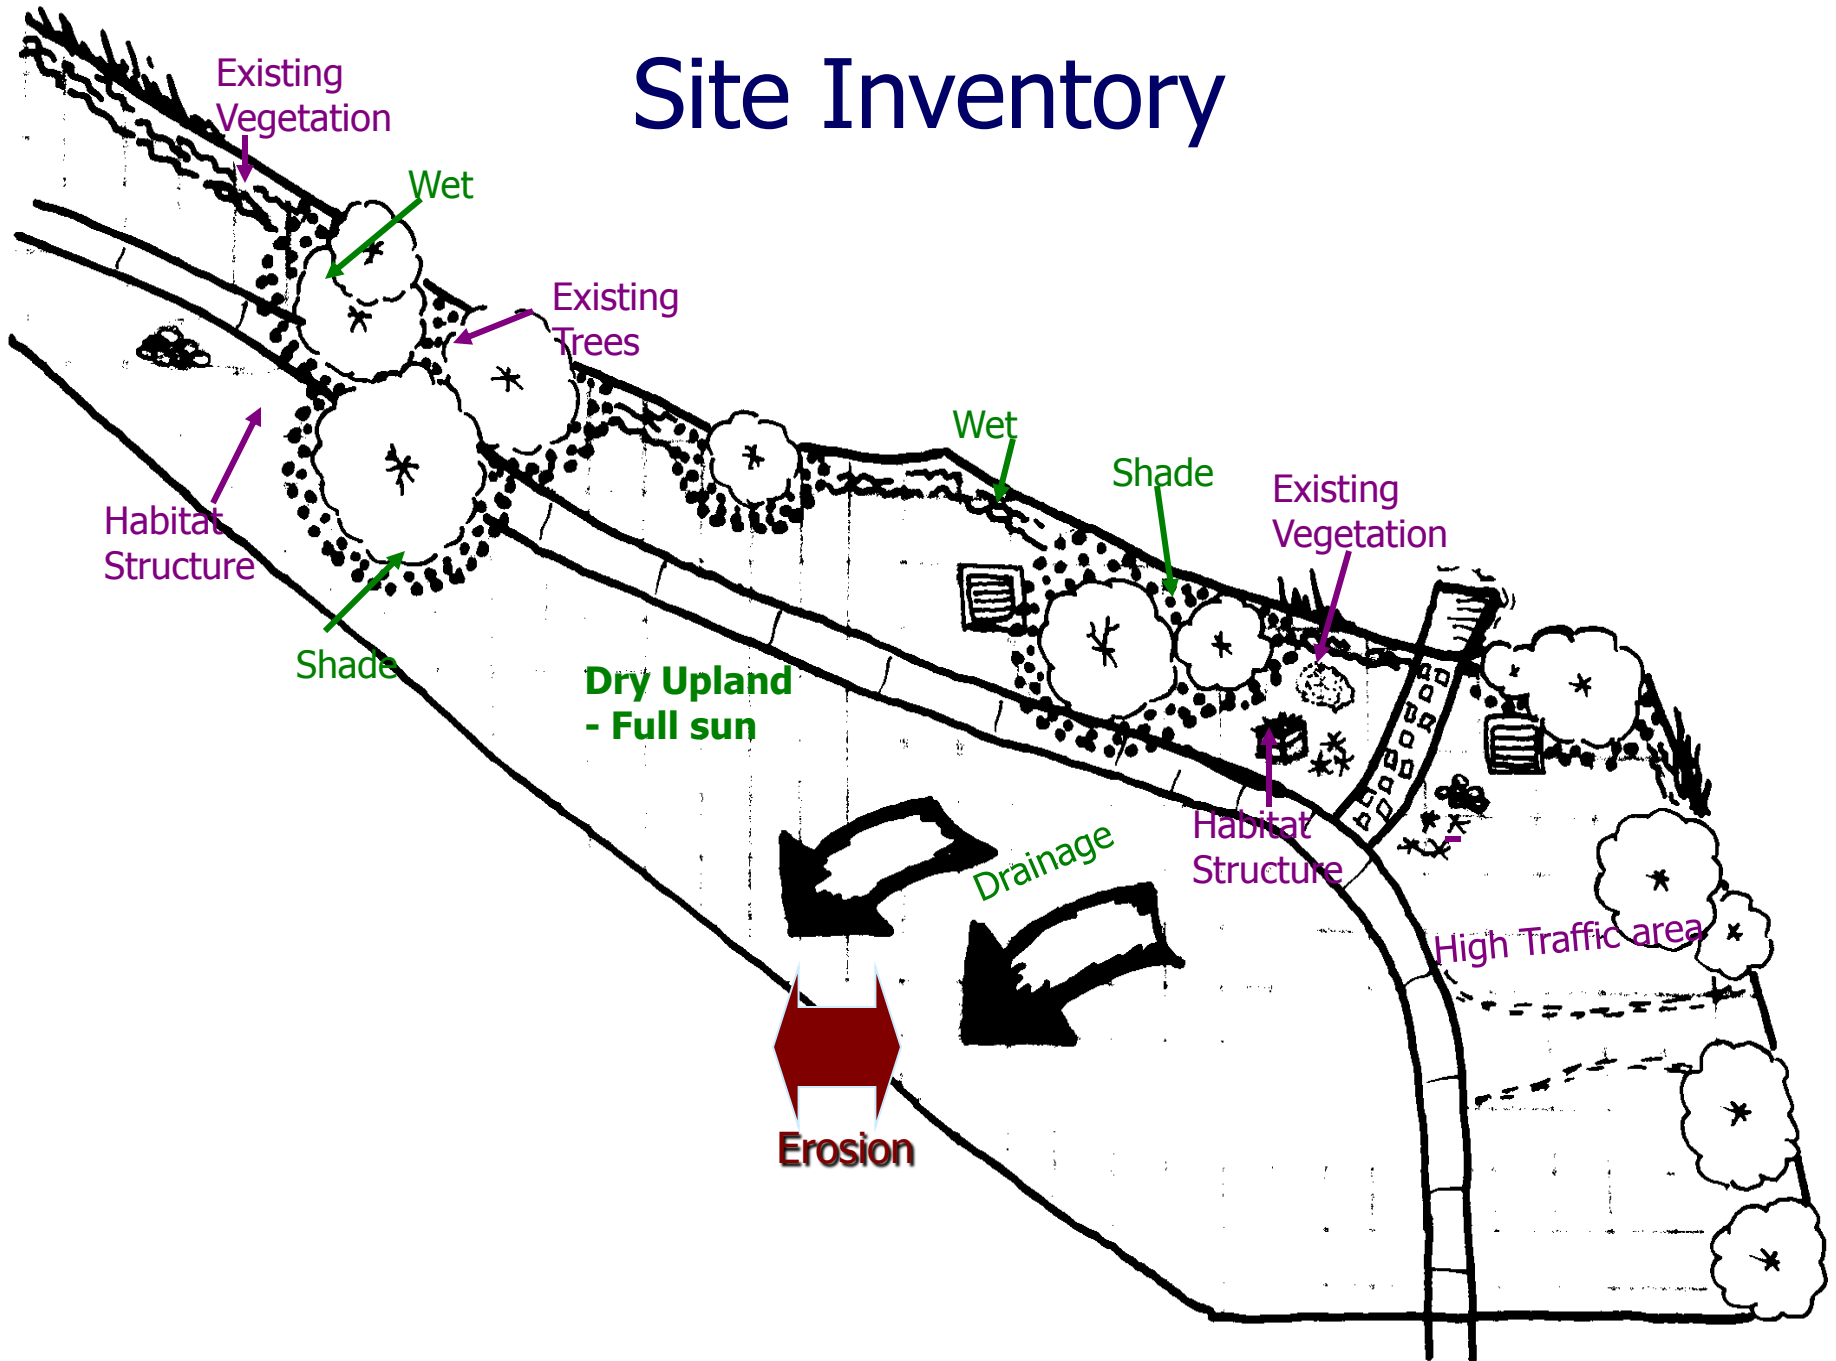 Site Inventory
Existing
Vegetation
Wet
Existing
Trees
Wet
Shade
Existing
Vegetation
Habitat
Structure
Shade
Dry Upland
- Full sun
Drainage
Habitat
Structure
High Traffic area
Erosion